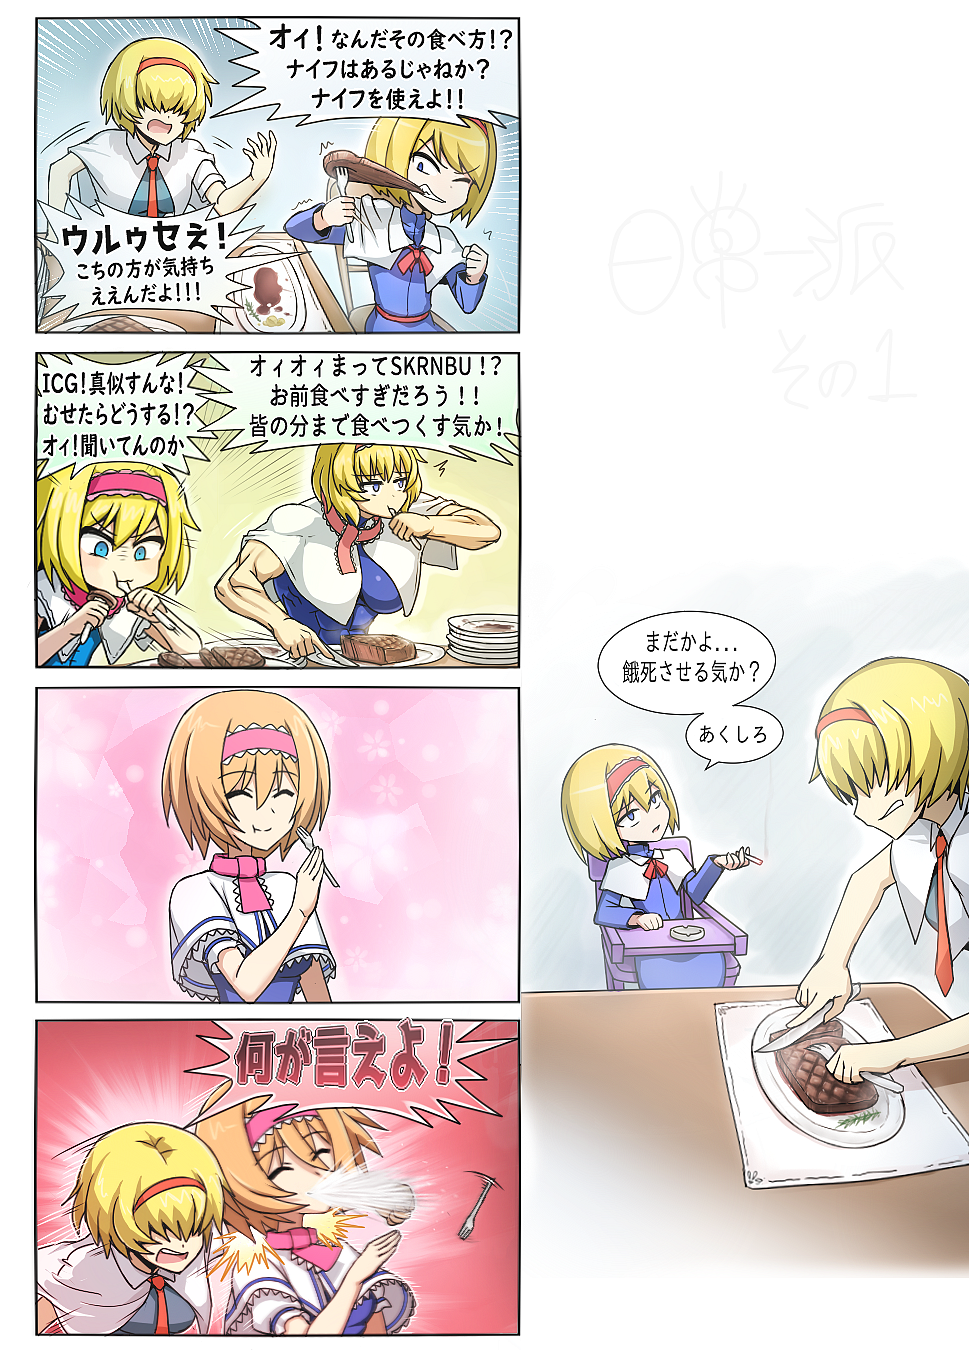 日常一派
その1
オィ!なんだその食べ方!?
ナイフはあるじゃねか?
ナイフを使えよ!!
ウルゥセぇ!
こちの方が気持ち
ええんだよ!!!
オィオィまってSKRNBU!?
お前食べすぎだろう!!
皆の分まで食べつくす気か!
ICG!真似すんな!
むせたらどうする!?
オィ!聞いてんのか
何が言えよ!
まだかよ...
餓死させる気か?
あくしろ